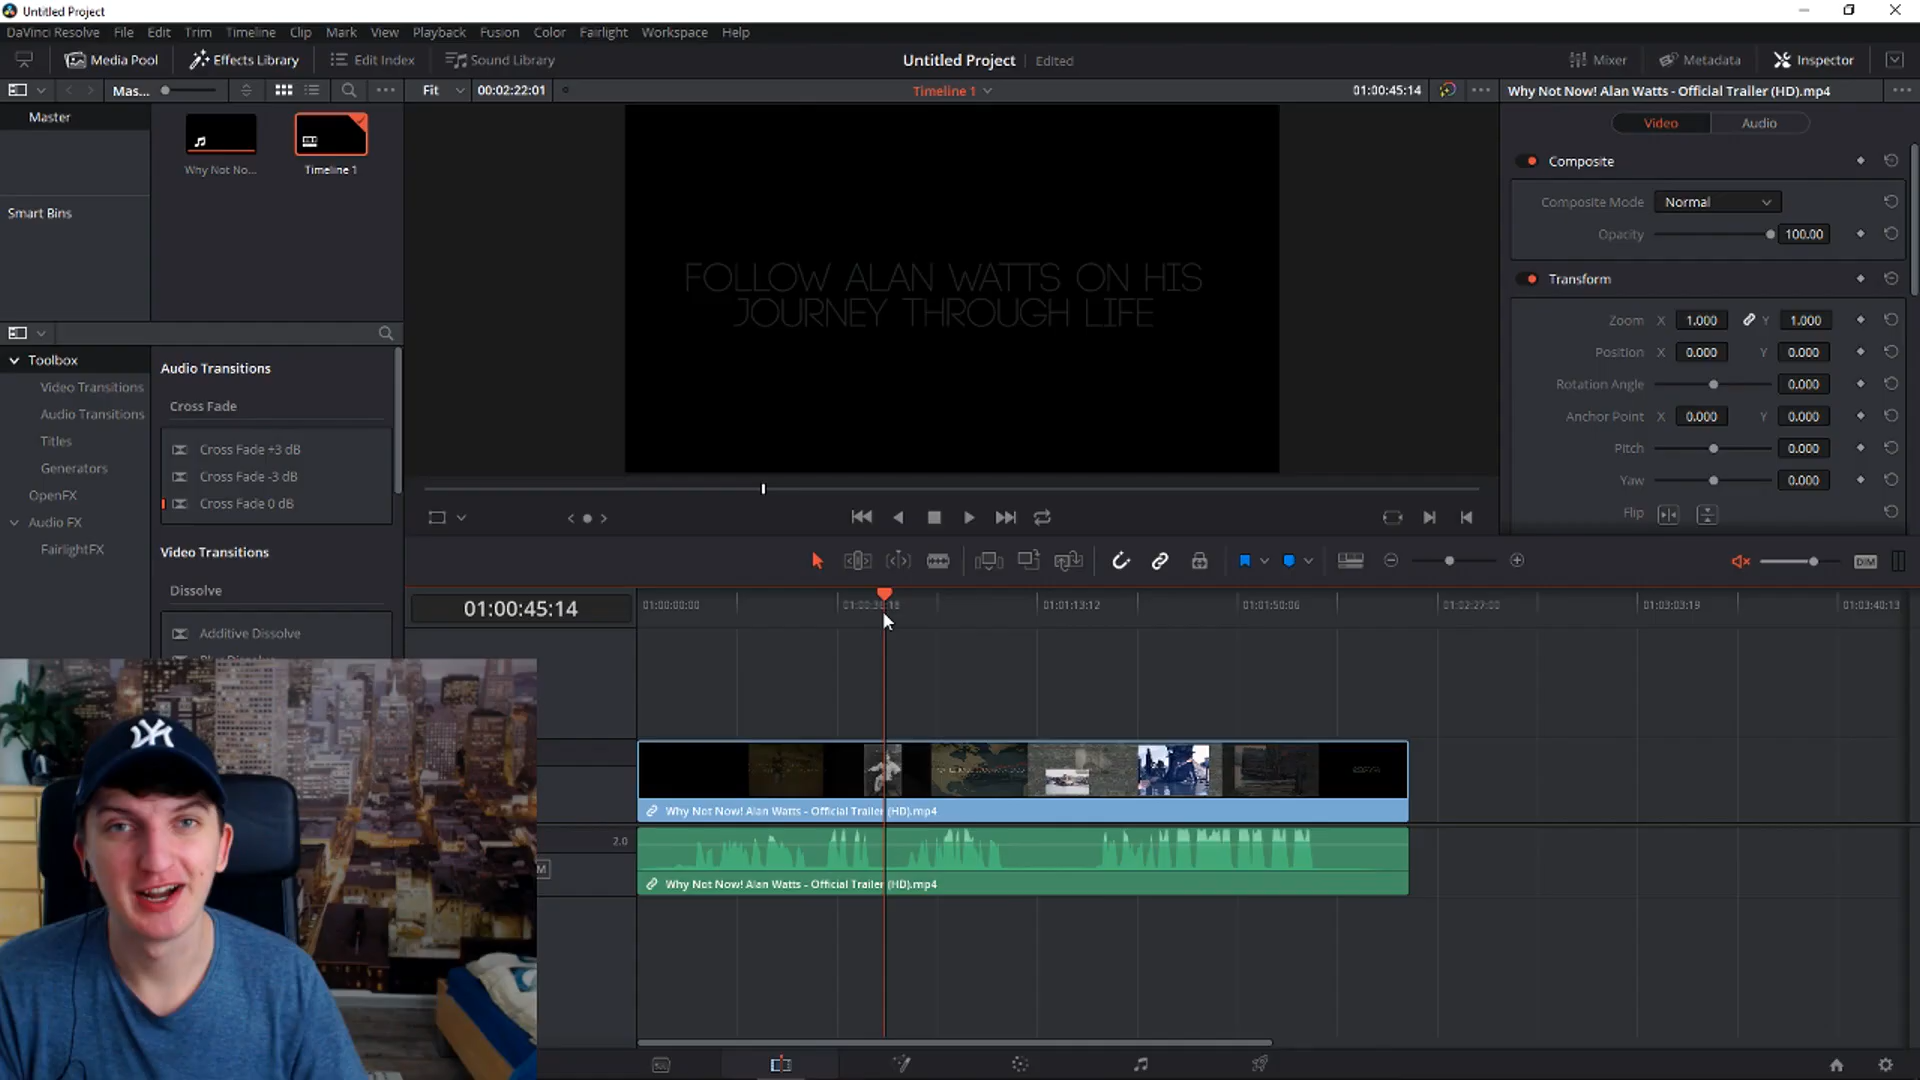 Untitled Project
DaVinci Resolve File Edit Trim Timeline Clip Mark View Playback Fusion Color Fairlight Workspace Help
Media Pool Effects Library Edit Index Sound Library Untitled Project Edited Mixer Metadata Inspector
Mas... Fit 00:02:22:01 Timeline 1 01:00:45:14 Why Not Now! Alan Watts - Official Trailer (HD).mp4
Master
Why Not No...
Timeline 1
Smart Bins
Video Audio
Composite
Composite Mode Normal
Opacity 100.00
Transform
Zoom X 1.000 Y 1.000
Position X 0.000 Y 0.000
Rotation Angle 0.000
Anchor Point X 0.000 Y 0.000
Pitch 0.000
Yaw 0.000
Flip
FOLLOW ALAN WATTS ON HIS
JOURNEY THROUGH LIFE
Toolbox
Video Transitions
Audio Transitions
Titles
Generators
OpenFX
Audio FX
FairlightFX
Audio Transitions
Cross Fade
Cross Fade +3 dB
Cross Fade -3 dB
Cross Fade 0 dB
Video Transitions
Dissolve
Additive Dissolve
DIM
01:00:45:14
01:00:00:00 01:01:13:12 01:01:50:06 01:02:27:00 01:03:03:19 01:03:40:13
Why Not Now! Alan Watts - Official Trailer (HD).mp4
2.0
M
Why Not Now! Alan Watts - Official Trailer (HD).mp4
NY